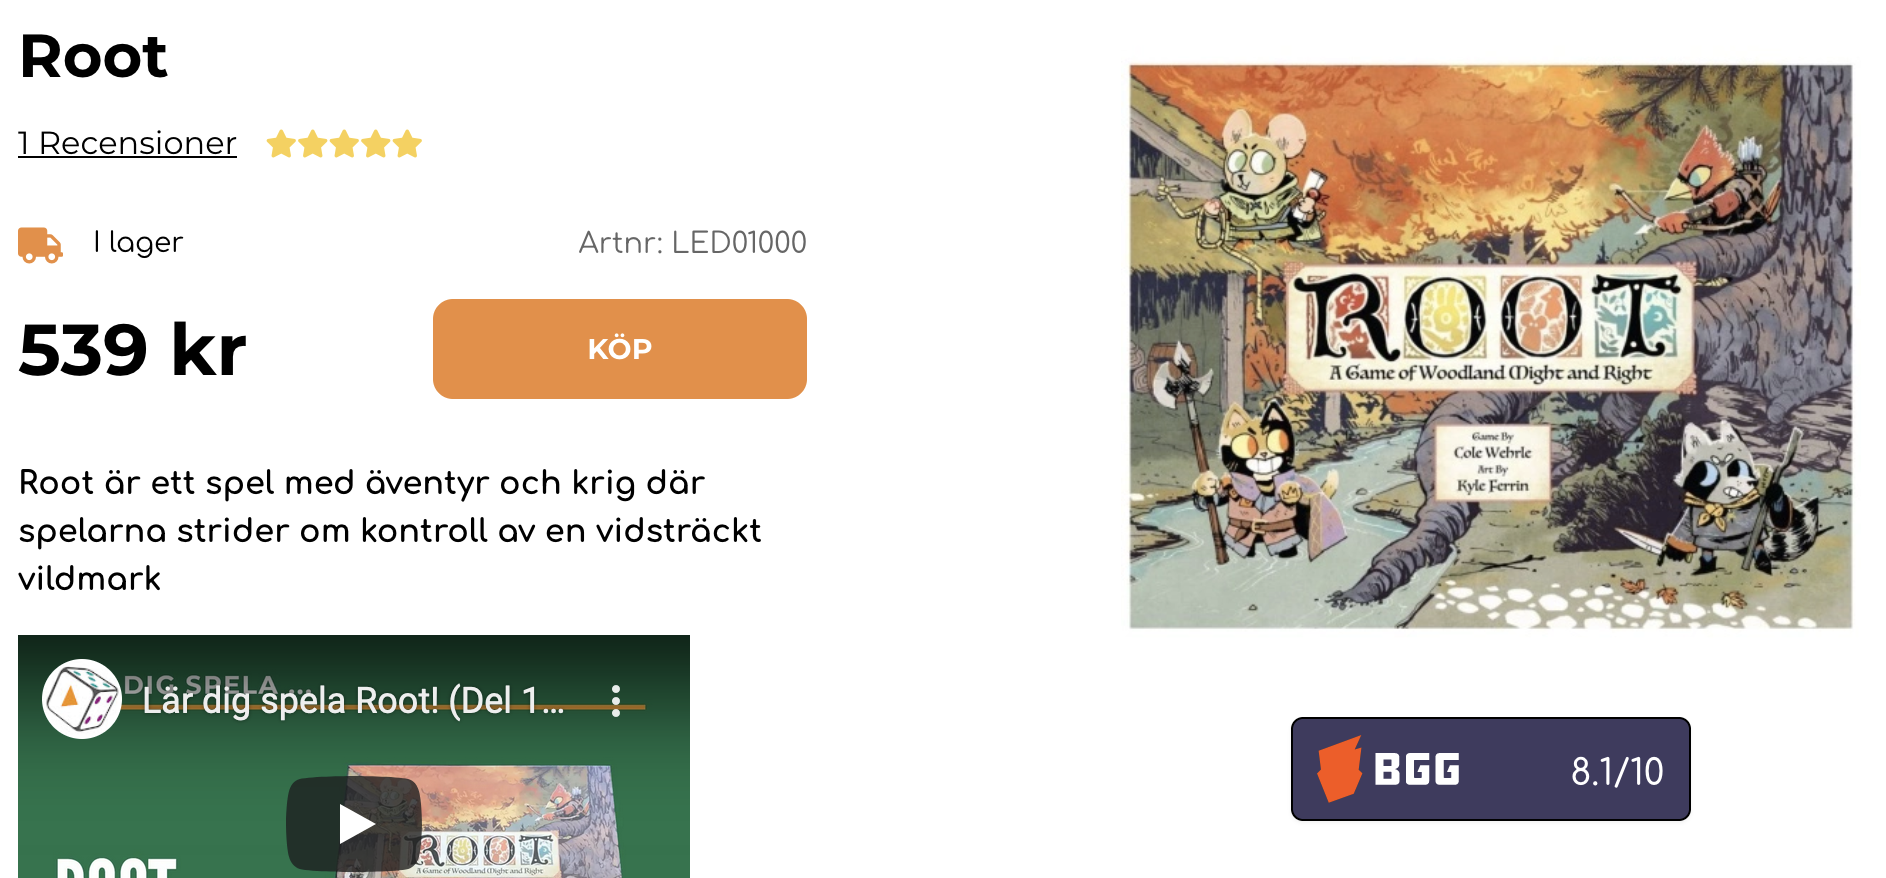 Root
1 Recensioner
I lager
Artnr: LED01000
539 kr
KÖP
Root är ett spel med äventyr och krig där
spelarna strider om kontroll av en vidsträckt
vildmark
DIG SPELA ...
Lär dig spela Root! (Del 1...
ROOT
A Game of Woodland Might and Right
ROOT
ROOT
A Game of Woodland Might and Right
Game By
Cole Wehrle
Art By
Kyle Ferrin
BGG
8.1/10